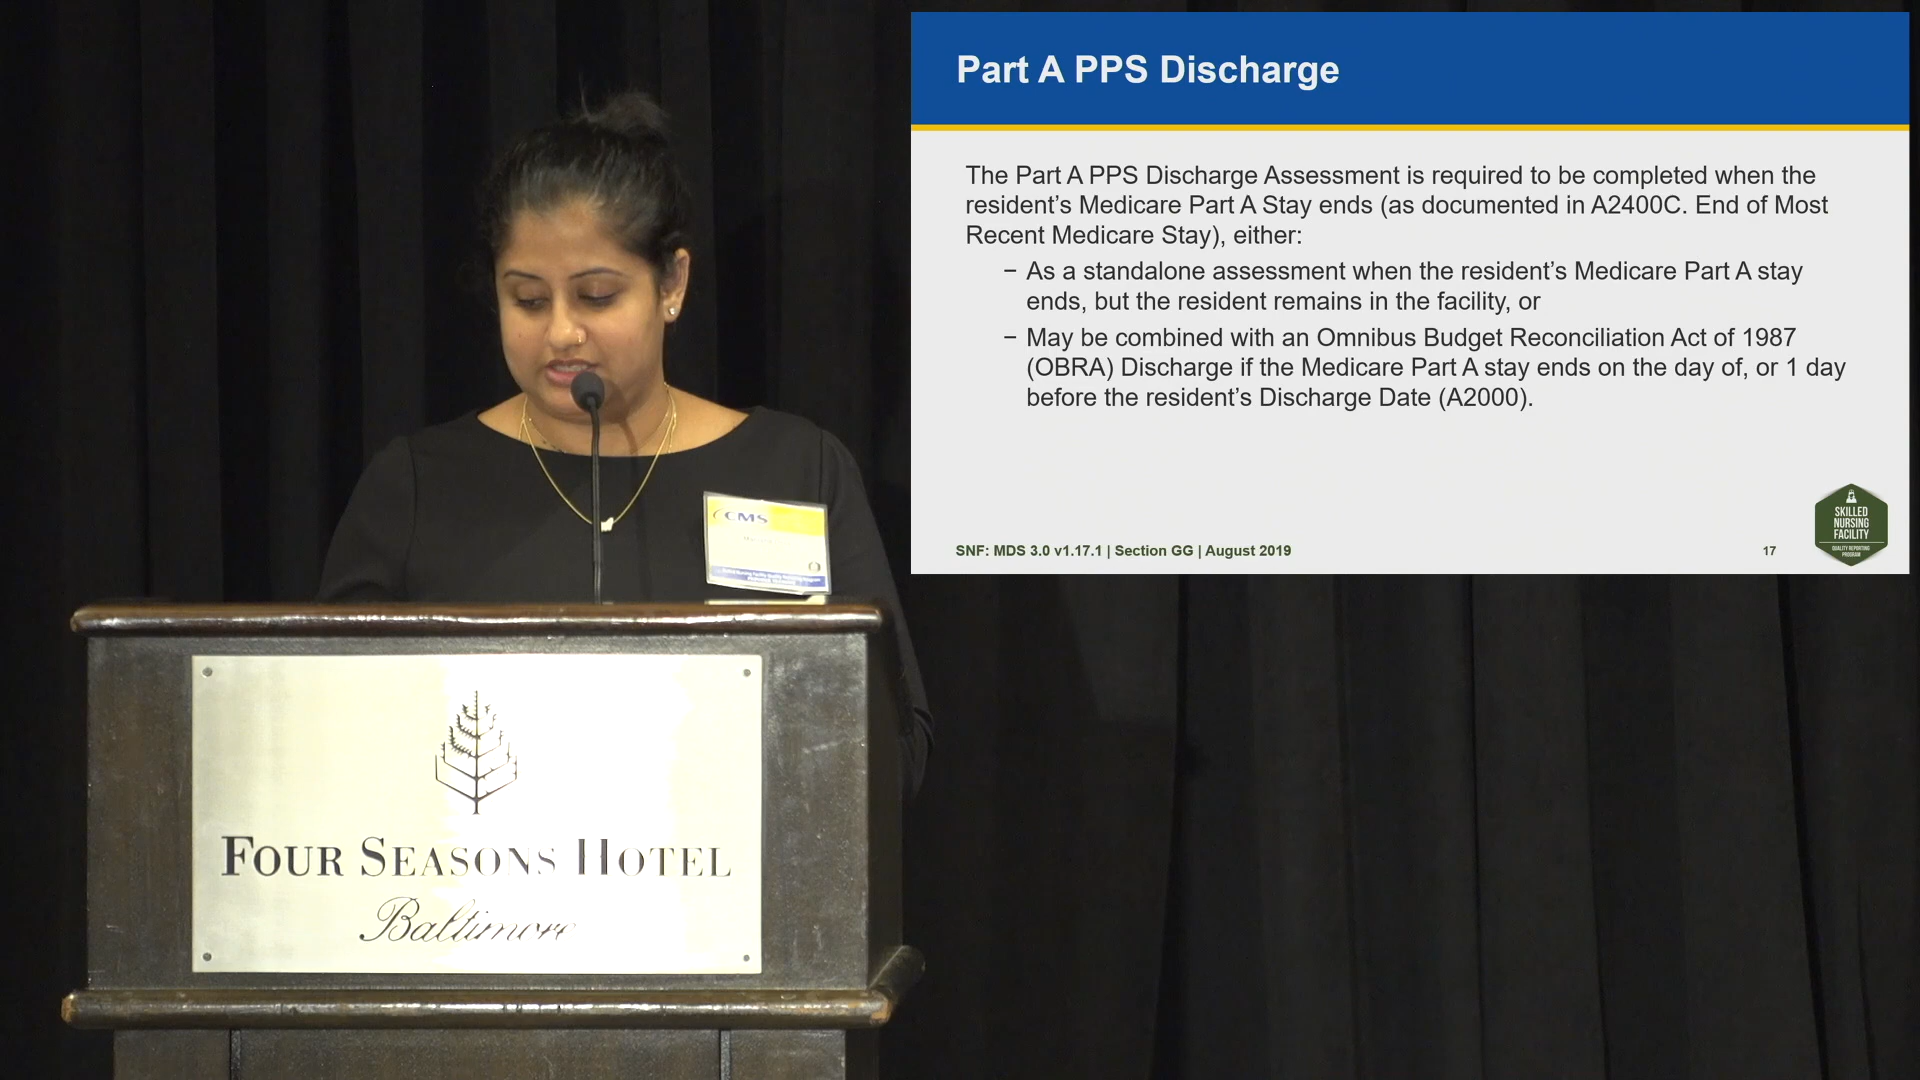 Part A PPS Discharge
The Part A PPS Discharge Assessment is required to be completed when the
resident’s Medicare Part A Stay ends (as documented in A2400C. End of Most
Recent Medicare Stay), either:
− As a standalone assessment when the resident’s Medicare Part A stay
ends, but the resident remains in the facility, or
− May be combined with an Omnibus Budget Reconciliation Act of 1987
(OBRA) Discharge if the Medicare Part A stay ends on the day of, or 1 day
before the resident’s Discharge Date (A2000).
SNF: MDS 3.0 v1.17.1 | Section GG | August 2019
17
SKILLED
NURSING
FACILITY
QUALITY REPORTING
PROGRAM
CMS
FOUR SEASONS HOTEL
Baltimore